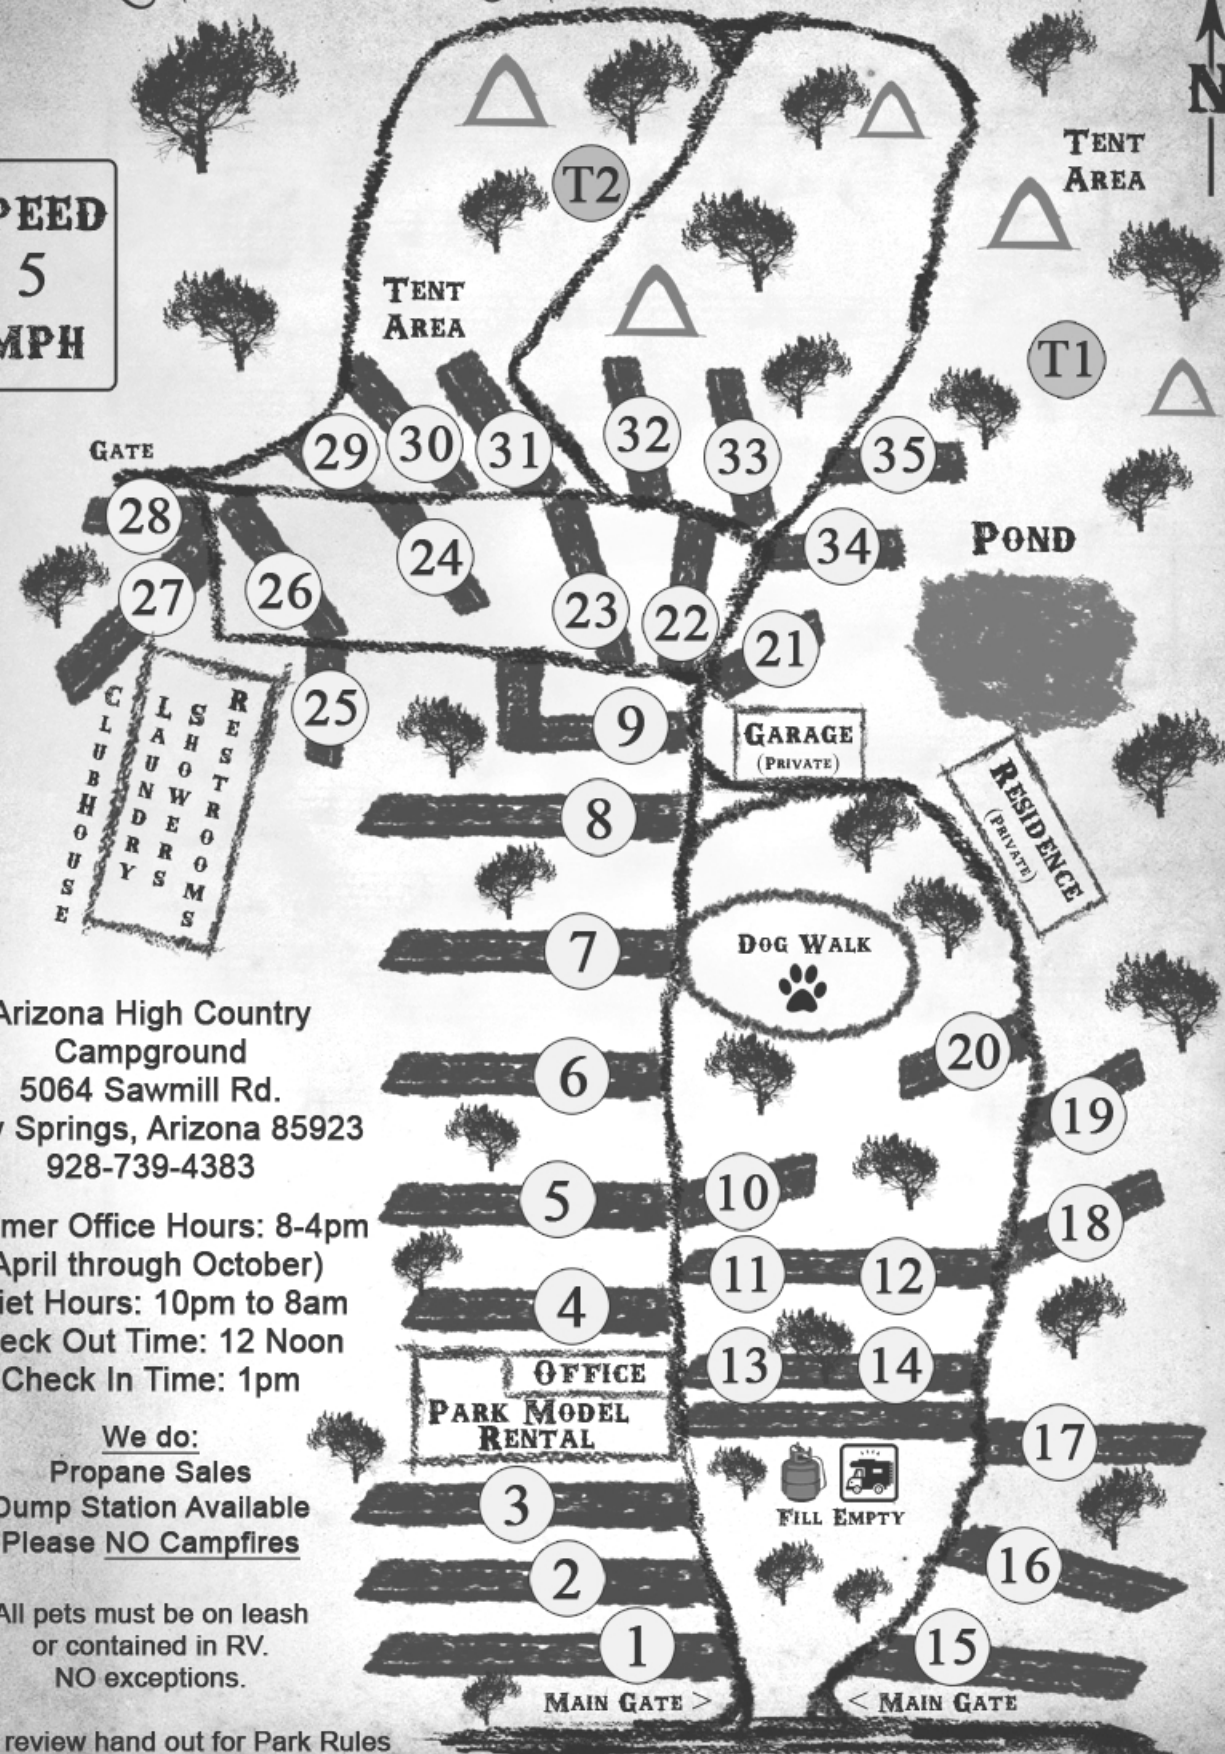 N
TENT
AREA
T2
PEED
5
MPH
TENT
AREA
T1
29
30
31
32
33
35
GATE
28
27
26
24
23
22
34
21
POND
25
9
GARAGE
(PRIVATE)
RESIDENCE
(PRIVATE)
CLUBHOUSE
LAUNDRY
SHOWERS
RESTROOMS
8
7
DOG WALK
6
20
19
5
10
18
4
11
12
OFFICE
13
14
PARK MODEL
RENTAL
17
3
FILL EMPTY
2
16
1
15
MAIN GATE >
< MAIN GATE
Arizona High Country
Campground
5064 Sawmill Rd.
Springs, Arizona 85923
928-739-4383
mer Office Hours: 8-4pm
April through October)
iet Hours: 10pm to 8am
eck Out Time: 12 Noon
Check In Time: 1pm
We do:
Propane Sales
Dump Station Available
Please NO Campfires
All pets must be on leash
or contained in RV.
NO exceptions.
review hand out for Park Rules